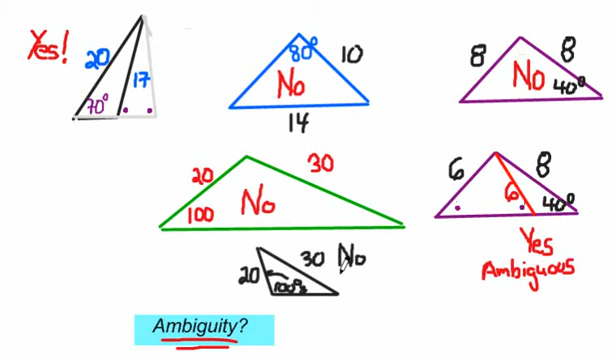 Yes!
20
17
70°
80°
10
No
14
8
8
No
40°
20
30
100
No
6
8
6
40°
Yes
Ambiguous
30
No
20
100°
Ambiguity?